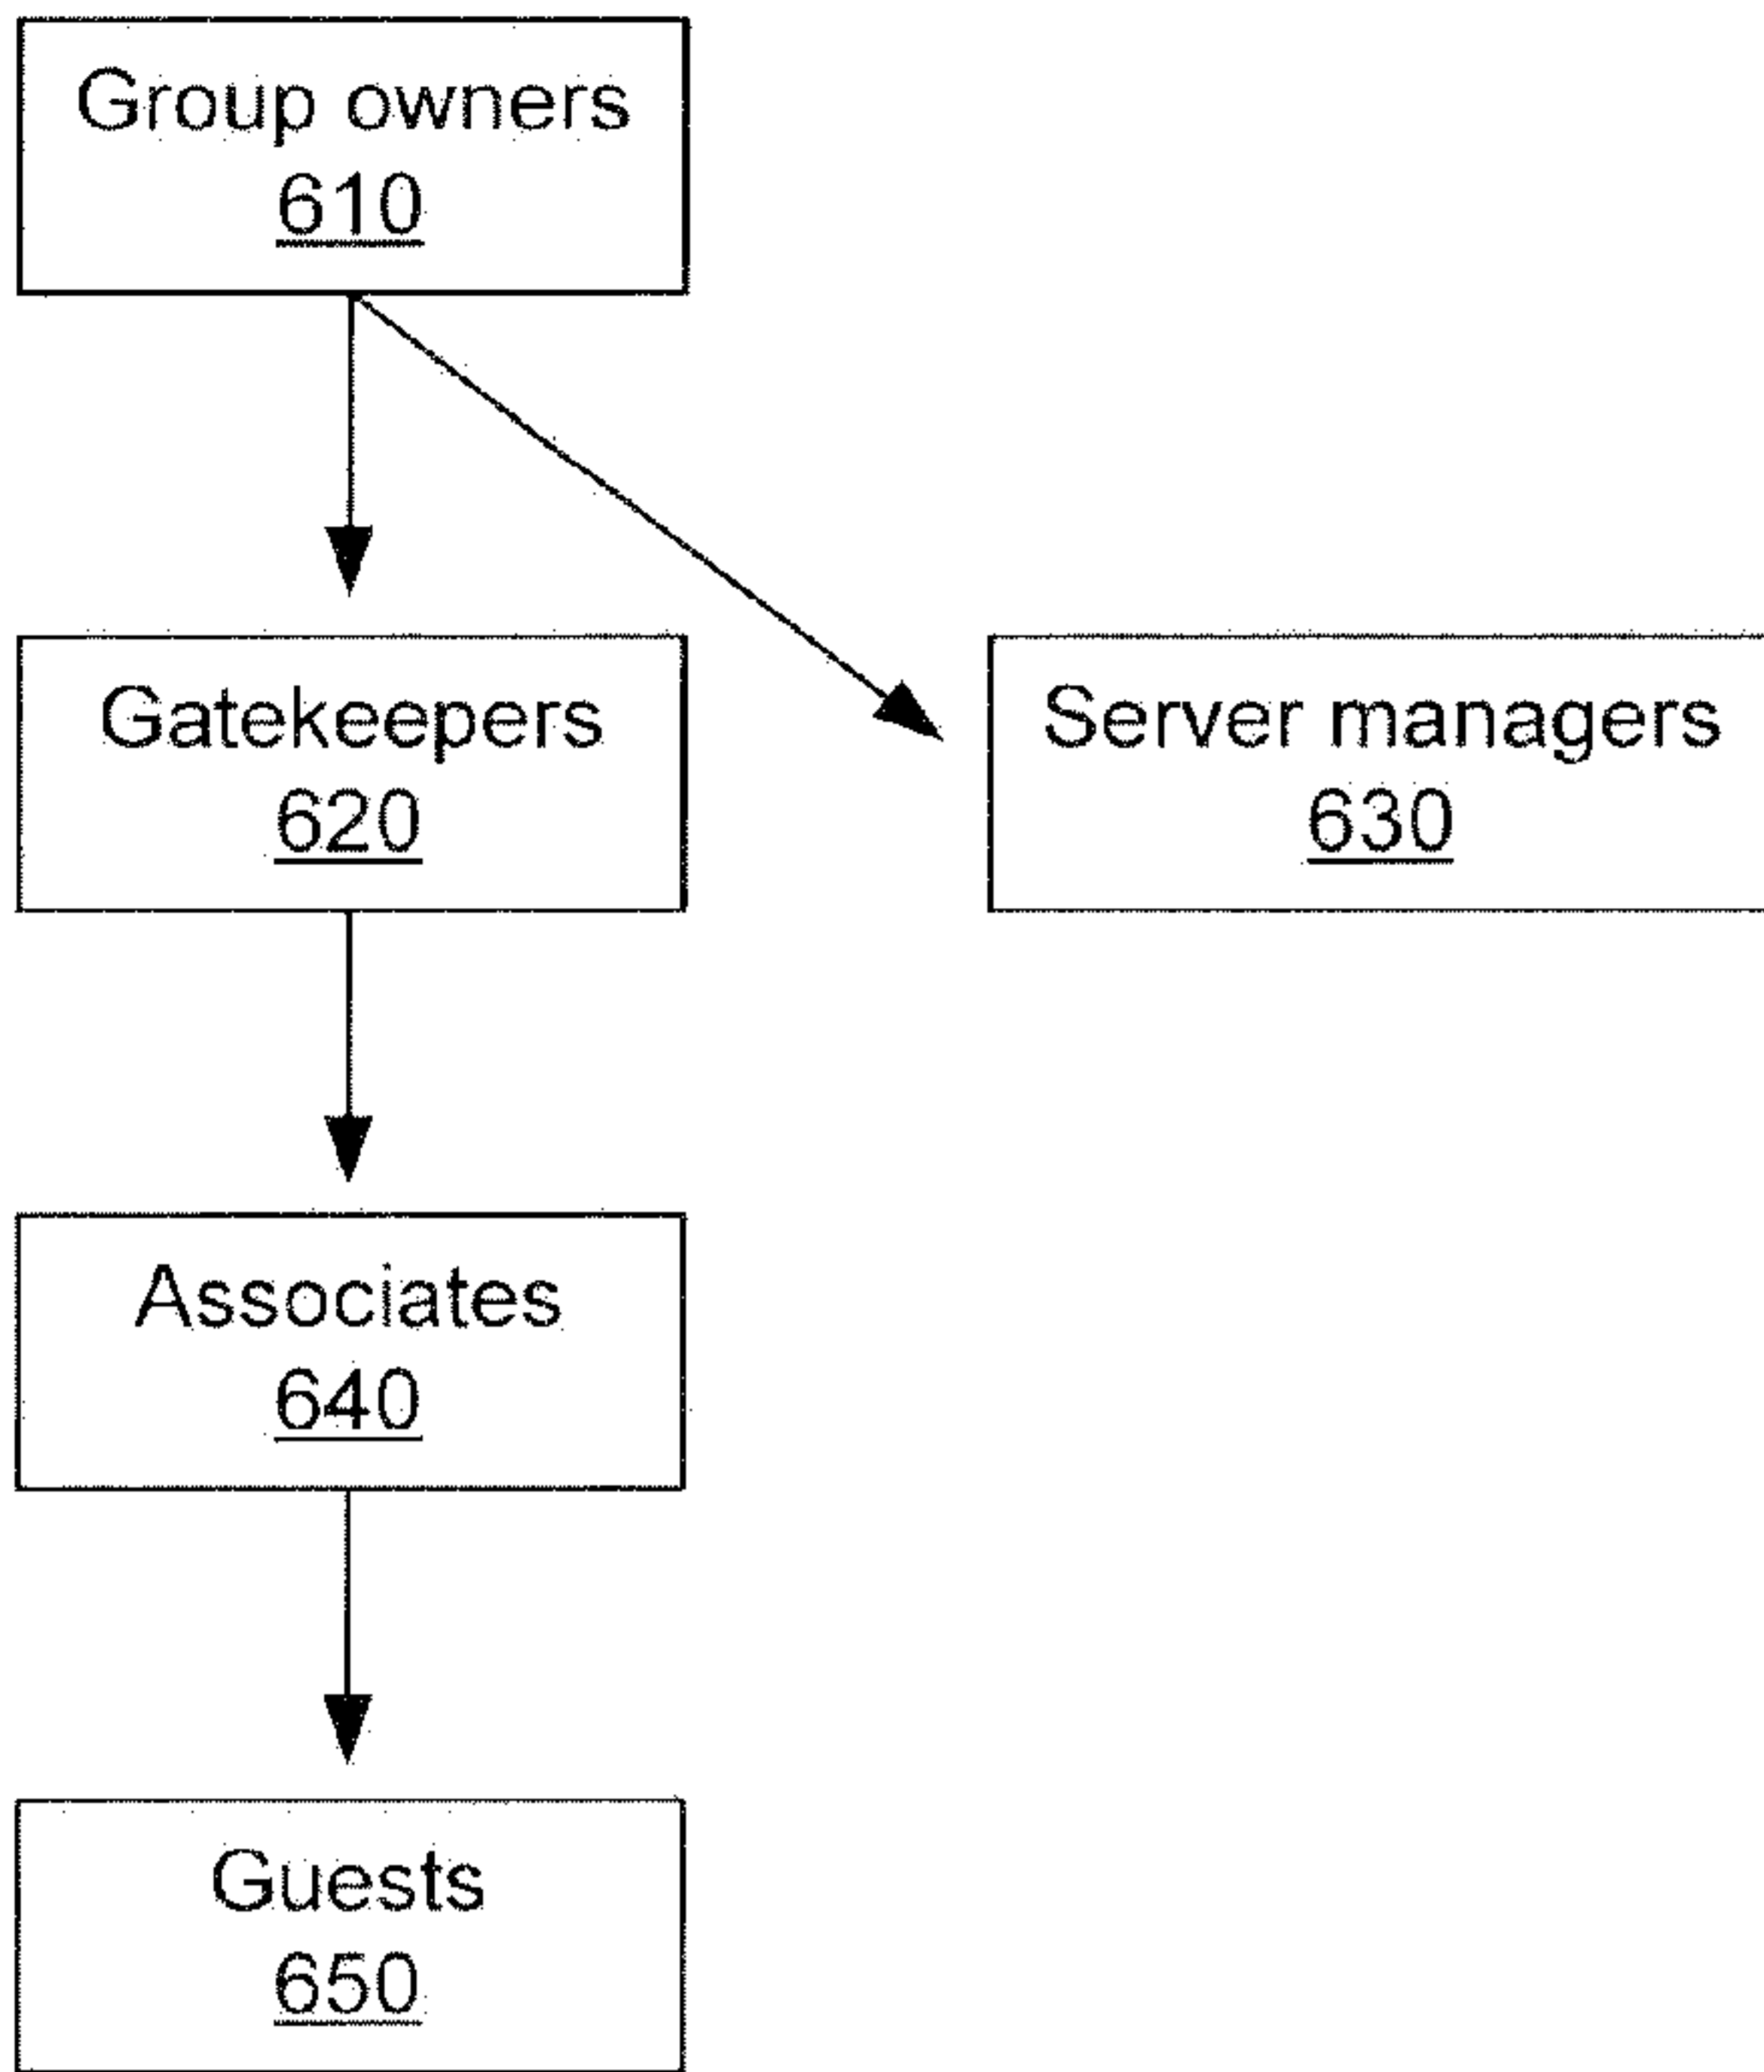 Group owners
610
Gatekeepers
620
Server managers
630
Associates
640
Guests
650